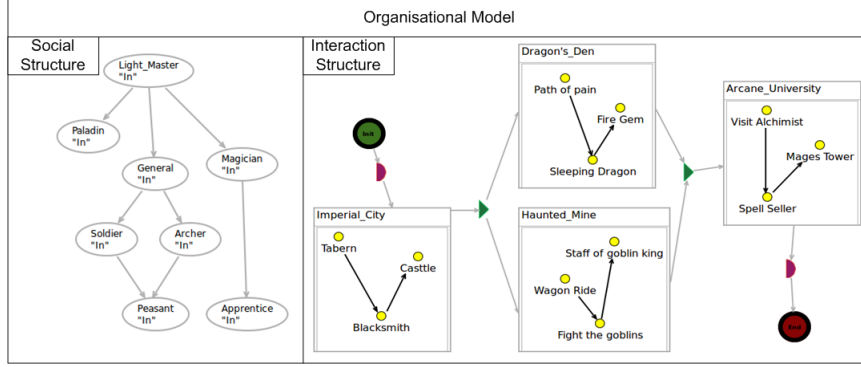 Organisational Model
Social
Structure
Light_Master
"In"
Paladin
"In"
General
"In"
Magician
"In"
Soldier
"In"
Archer
"In"
Peasant
"In"
Apprentice
"In"
Interaction
Structure
Init
Imperial_City
Tabern
Casttle
Blacksmith
Dragon's_Den
Path of pain
Fire Gem
Sleeping Dragon
Haunted_Mine
Staff of goblin king
Wagon Ride
Fight the goblins
Arcane_University
Visit Alchimist
Mages Tower
Spell Seller
End